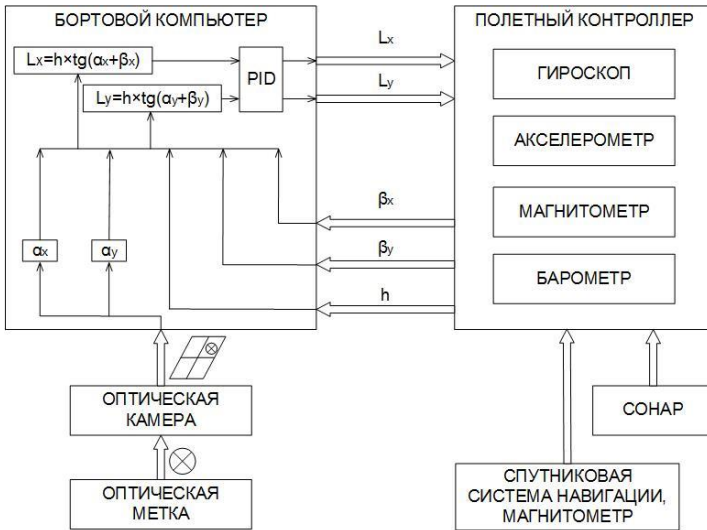 БОРТОВОЙ КОМПЬЮТЕР
Lx=h×tg(αx+βx)
Ly=h×tg(αy+βy)
PID
αx
αy
Lx
Ly
βx
βy
h
ПОЛЕТНЫЙ КОНТРОЛЛЕР
ГИРОСКОП
АКСЕЛЕРОМЕТР
МАГНИТОМЕТР
БАРОМЕТР
ОПТИЧЕСКАЯ
КАМЕРА
ОПТИЧЕСКАЯ
МЕТКА
СОНАР
СПУТНИКОВАЯ
СИСТЕМА НАВИГАЦИИ,
МАГНИТОМЕТР